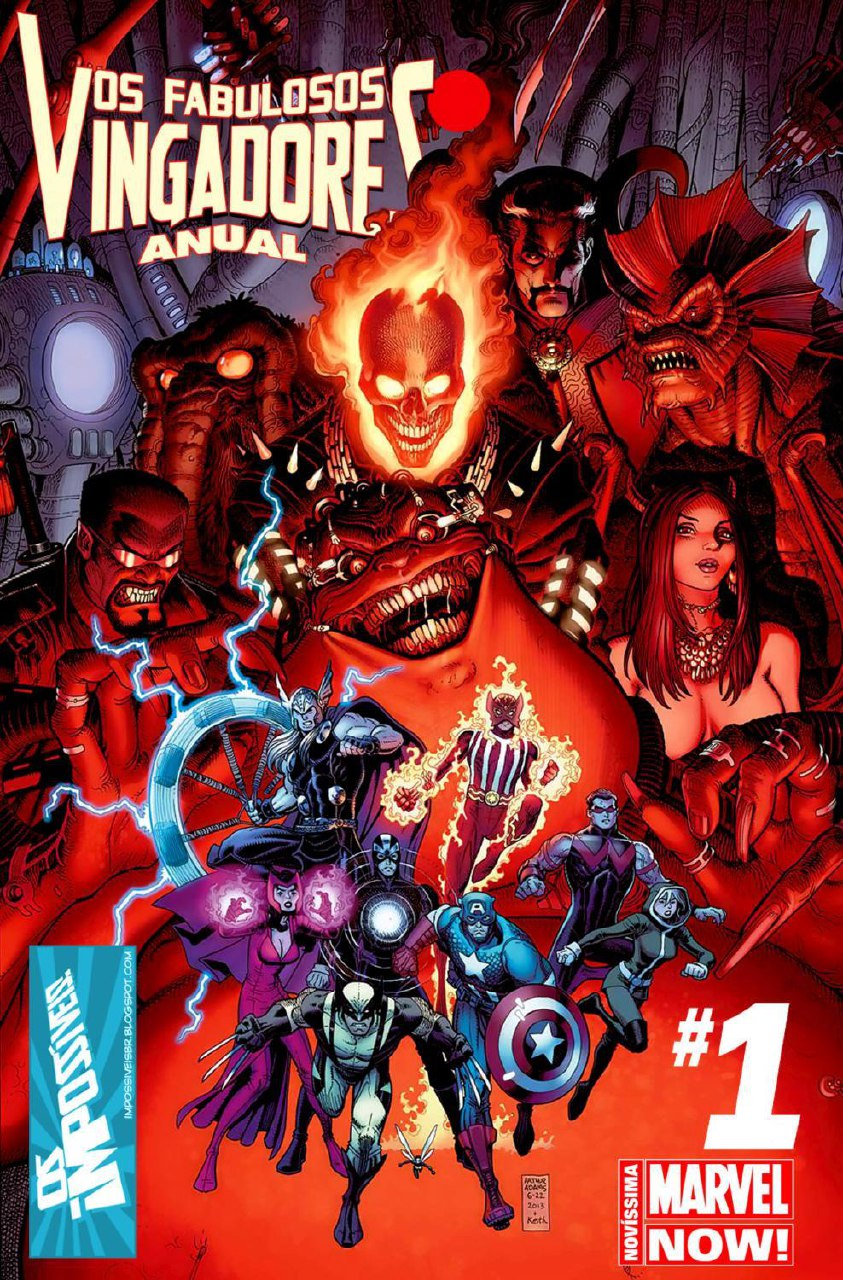 OS FABULOSOS
VINGADORES
ANUAL
OS
IMPOSSÍVEIS!
IMPOSSIVEISBR.BLOGSPOT.COM
#1
ARTHUR
ADAMS
6-22
2013
+
Keith
NOVÍSSIMA
MARVEL
NOW!